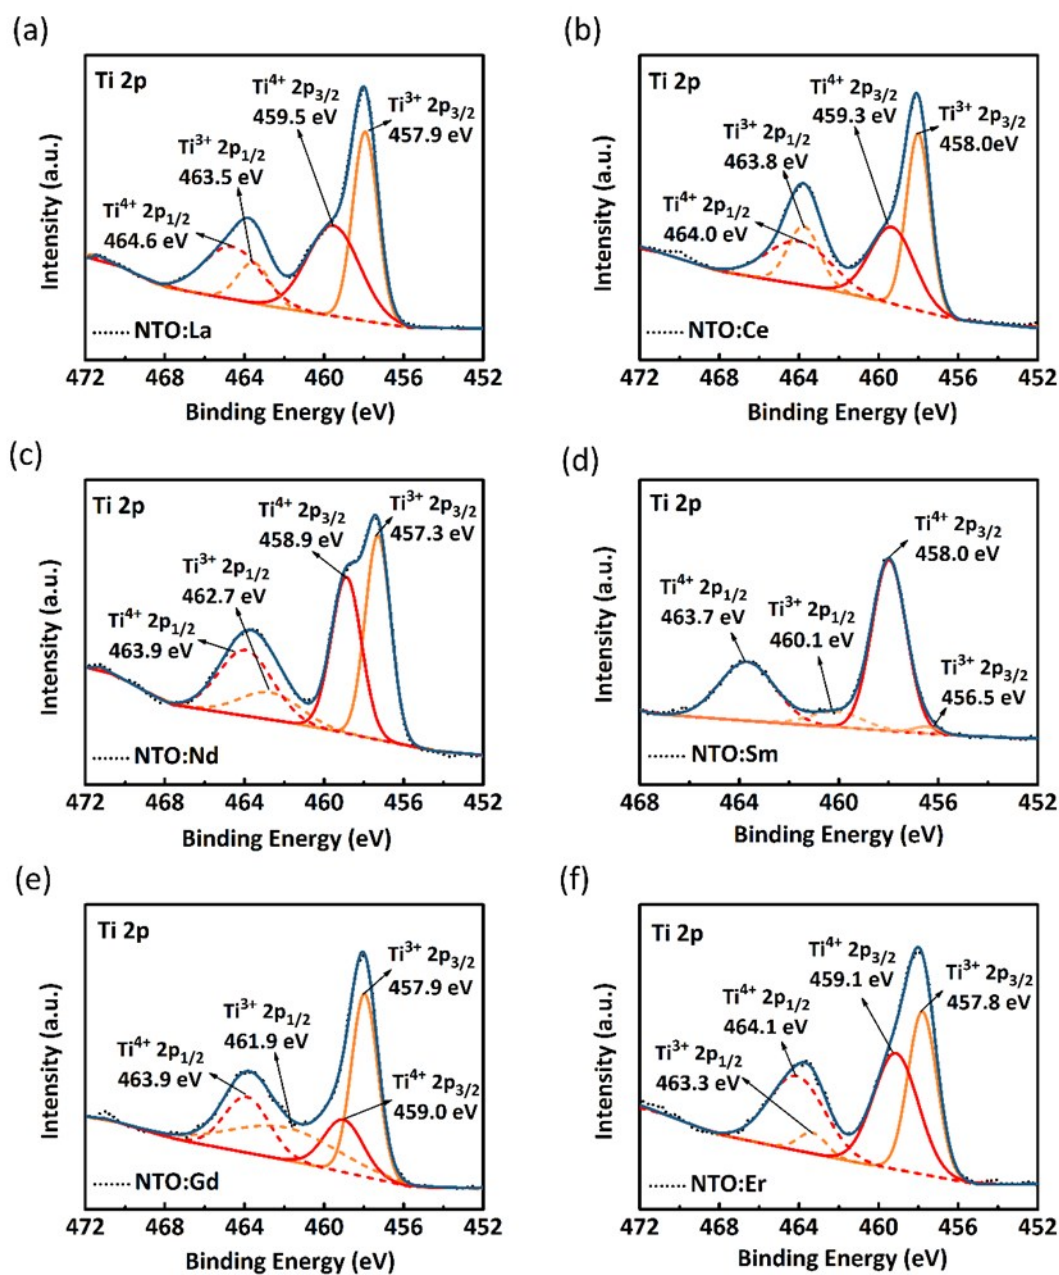 (a)
Ti 2p
Ti⁴⁺ 2p₃/₂
459.5 eV
Ti³⁺ 2p₃/₂
457.9 eV
Ti³⁺ 2p₁/₂
463.5 eV
Ti⁴⁺ 2p₁/₂
464.6 eV
NTO:La
Intensity (a.u.)
472 468 464 460 456 452
Binding Energy (eV)
(b)
Ti 2p
Ti⁴⁺ 2p₃/₂
459.3 eV
Ti³⁺ 2p₃/₂
458.0eV
Ti³⁺ 2p₁/₂
463.8 eV
Ti⁴⁺ 2p₁/₂
464.0 eV
NTO:Ce
Intensity (a.u.)
472 468 464 460 456 452
Binding Energy (eV)
(c)
Ti 2p
Ti⁴⁺ 2p₃/₂
458.9 eV
Ti³⁺ 2p₃/₂
457.3 eV
Ti³⁺ 2p₁/₂
462.7 eV
Ti⁴⁺ 2p₁/₂
463.9 eV
NTO:Nd
Intensity (a.u.)
472 468 464 460 456 452
Binding Energy (eV)
(d)
Ti 2p
Ti⁴⁺ 2p₃/₂
458.0 eV
Ti⁴⁺ 2p₁/₂
463.7 eV
Ti³⁺ 2p₁/₂
460.1 eV
Ti³⁺ 2p₃/₂
456.5 eV
NTO:Sm
Intensity (a.u.)
468 464 460 456 452
Binding Energy (eV)
(e)
Ti 2p
Ti³⁺ 2p₃/₂
457.9 eV
Ti³⁺ 2p₁/₂
461.9 eV
Ti⁴⁺ 2p₁/₂
463.9 eV
Ti⁴⁺ 2p₃/₂
459.0 eV
NTO:Gd
Intensity (a.u.)
472 468 464 460 456 452
Binding Energy (eV)
(f)
Ti 2p
Ti⁴⁺ 2p₃/₂
459.1 eV
Ti³⁺ 2p₃/₂
457.8 eV
Ti⁴⁺ 2p₁/₂
464.1 eV
Ti³⁺ 2p₁/₂
463.3 eV
NTO:Er
Intensity (a.u.)
472 468 464 460 456 452
Binding Energy (eV)